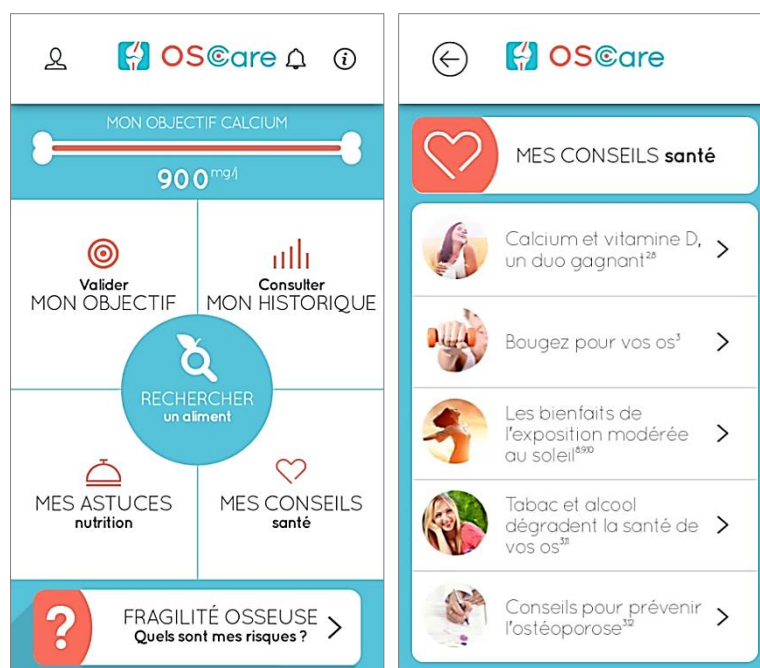 OSCare
MON OBJECTIF CALCIUM
900 mg/j
Valider
MON OBJECTIF
Consulter
MON HISTORIQUE
RECHERCHER
un aliment
MES ASTUCES
nutrition
MES CONSEILS
santé
FRAGILITÉ OSSEUSE
Quels sont mes risques ?
OSCare
MES CONSEILS santé
Calcium et vitamine D,
un duo gagnant
Bougez pour vos os³
Les bienfaits de
l'exposition modérée
au soleil
Tabac et alcool
dégradent la santé de
vos os
Conseils pour prévenir
l'ostéoporose